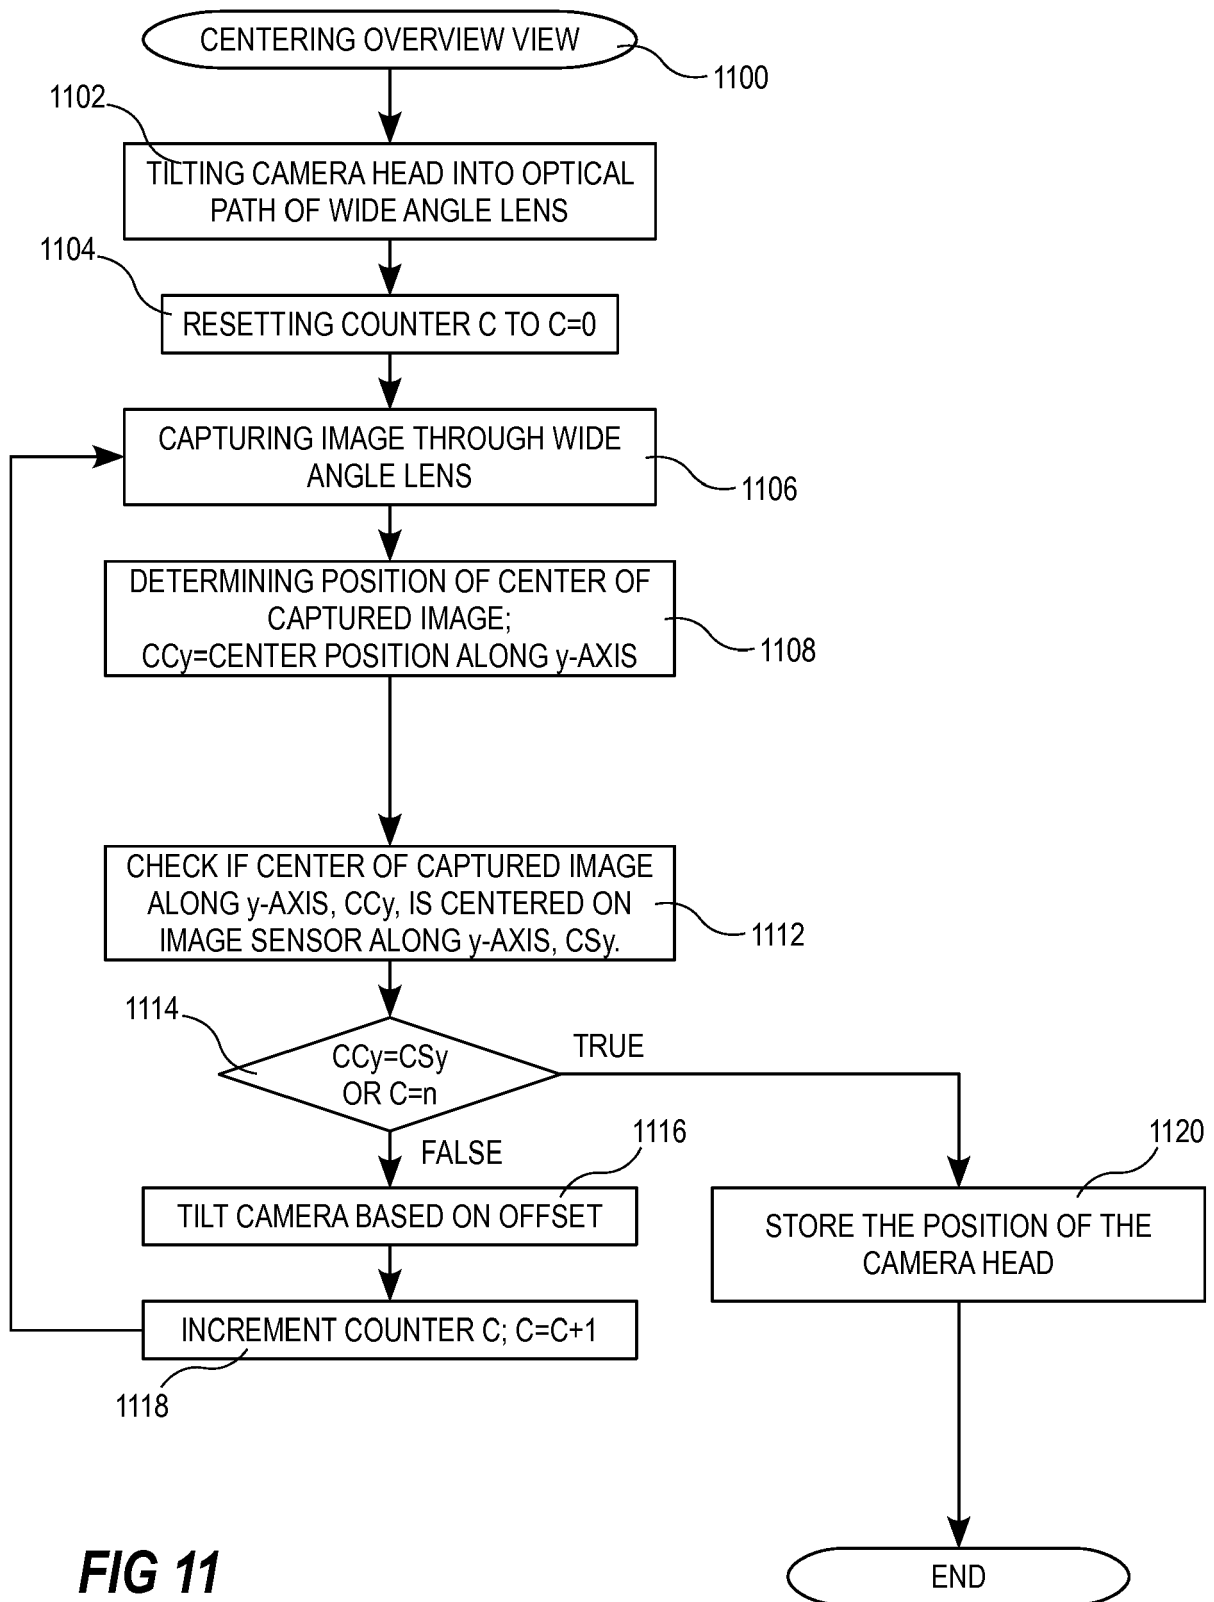 CENTERING OVERVIEW VIEW
1100
1102
TILTING CAMERA HEAD INTO OPTICAL
PATH OF WIDE ANGLE LENS
1104
RESETTING COUNTER C TO C=0
CAPTURING IMAGE THROUGH WIDE
ANGLE LENS
1106
DETERMINING POSITION OF CENTER OF
CAPTURED IMAGE;
CCy=CENTER POSITION ALONG y-AXIS
1108
CHECK IF CENTER OF CAPTURED IMAGE
ALONG y-AXIS, CCy, IS CENTERED ON
IMAGE SENSOR ALONG y-AXIS, CSy.
1112
1114
CCy=CSy
OR C=n
TRUE
FALSE
1116
TILT CAMERA BASED ON OFFSET
1120
STORE THE POSITION OF THE
CAMERA HEAD
INCREMENT COUNTER C; C=C+1
1118
END
FIG 11